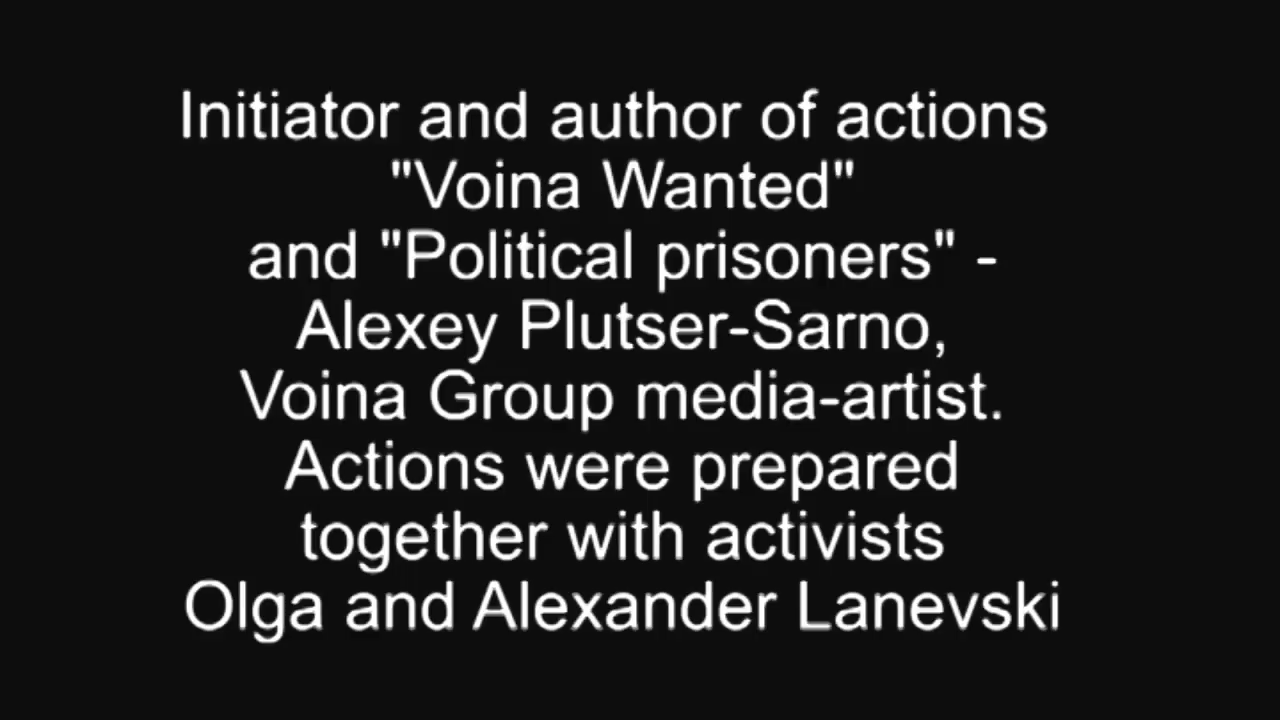 Initiator and author of actions
"Voina Wanted"
and "Political prisoners" -
Alexey Plutser-Sarno,
Voina Group media-artist.
Actions were prepared
together with activists
Olga and Alexander Lanevski